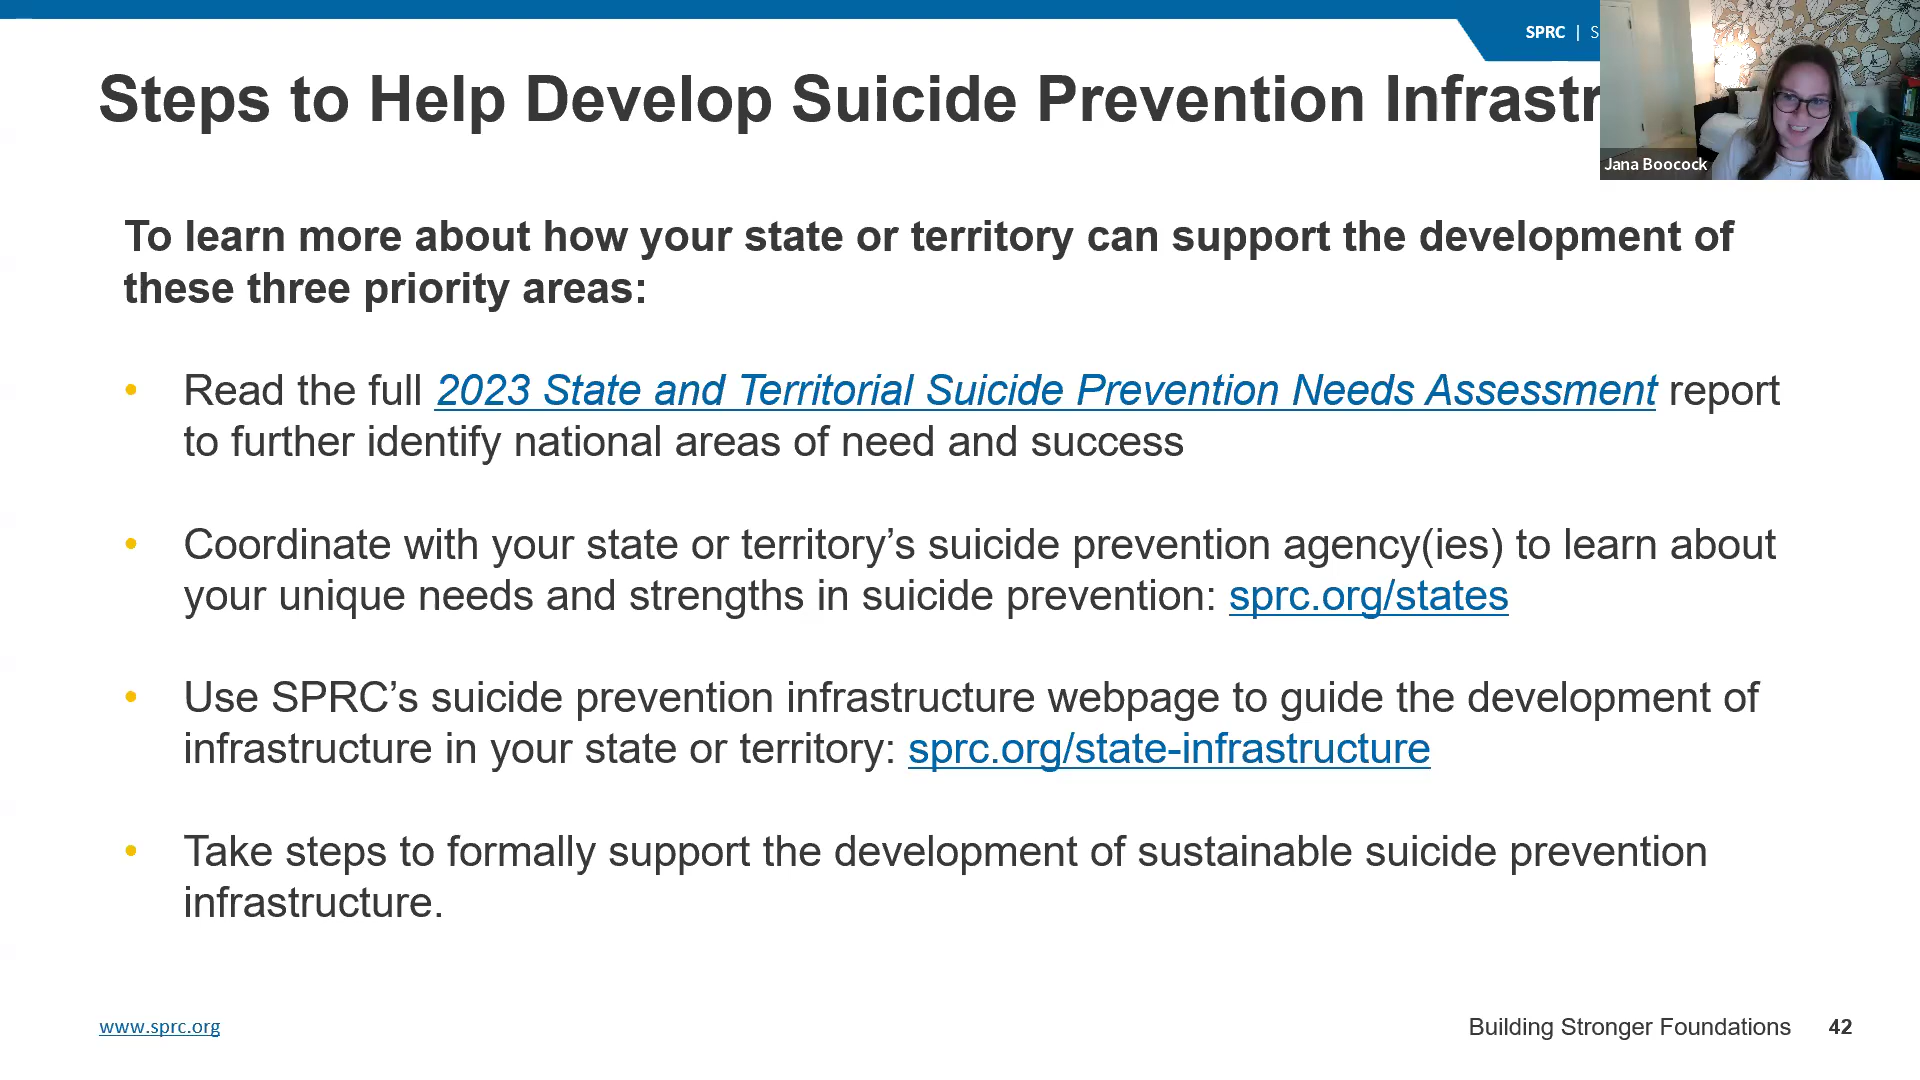 SPRC | S
Steps to Help Develop Suicide Prevention Infrastr
Jana Boocock
To learn more about how your state or territory can support the development of
these three priority areas:
• Read the full 2023 State and Territorial Suicide Prevention Needs Assessment report
to further identify national areas of need and success
• Coordinate with your state or territory’s suicide prevention agency(ies) to learn about
your unique needs and strengths in suicide prevention: sprc.org/states
• Use SPRC’s suicide prevention infrastructure webpage to guide the development of
infrastructure in your state or territory: sprc.org/state-infrastructure
• Take steps to formally support the development of sustainable suicide prevention
infrastructure.
www.sprc.org
Building Stronger Foundations 42